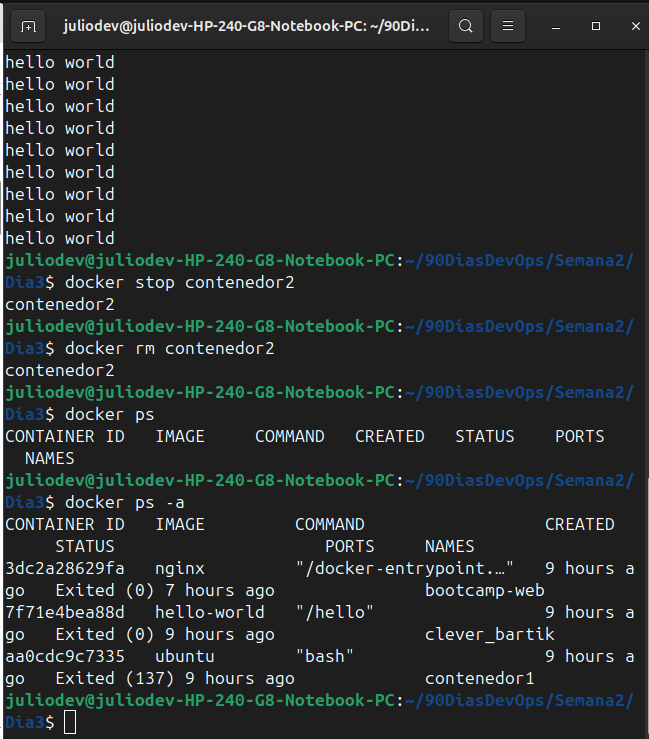 juliodev@juliodev-HP-240-G8-Notebook-PC: ~/90Di...
hello world
hello world
hello world
hello world
hello world
hello world
hello world
hello world
hello world
juliodev@juliodev-HP-240-G8-Notebook-PC:~/90DiasDevOps/Semana2/
Dia3$ docker stop contenedor2
contenedor2
juliodev@juliodev-HP-240-G8-Notebook-PC:~/90DiasDevOps/Semana2/
Dia3$ docker rm contenedor2
contenedor2
juliodev@juliodev-HP-240-G8-Notebook-PC:~/90DiasDevOps/Semana2/
Dia3$ docker ps
CONTAINER ID   IMAGE     COMMAND   CREATED   STATUS    PORTS
  NAMES
juliodev@juliodev-HP-240-G8-Notebook-PC:~/90DiasDevOps/Semana2/
Dia3$ docker ps -a
CONTAINER ID   IMAGE         COMMAND                  CREATED
     STATUS                     PORTS     NAMES
3dc2a28629fa   nginx         "/docker-entrypoint.…"   9 hours a
go   Exited (0) 7 hours ago               bootcamp-web
7f71e4bea88d   hello-world   "/hello"                 9 hours a
go   Exited (0) 9 hours ago               clever_bartik
aa0cdc9c7335   ubuntu        "bash"                   9 hours a
go   Exited (137) 9 hours ago             contenedor1
juliodev@juliodev-HP-240-G8-Notebook-PC:~/90DiasDevOps/Semana2/
Dia3$